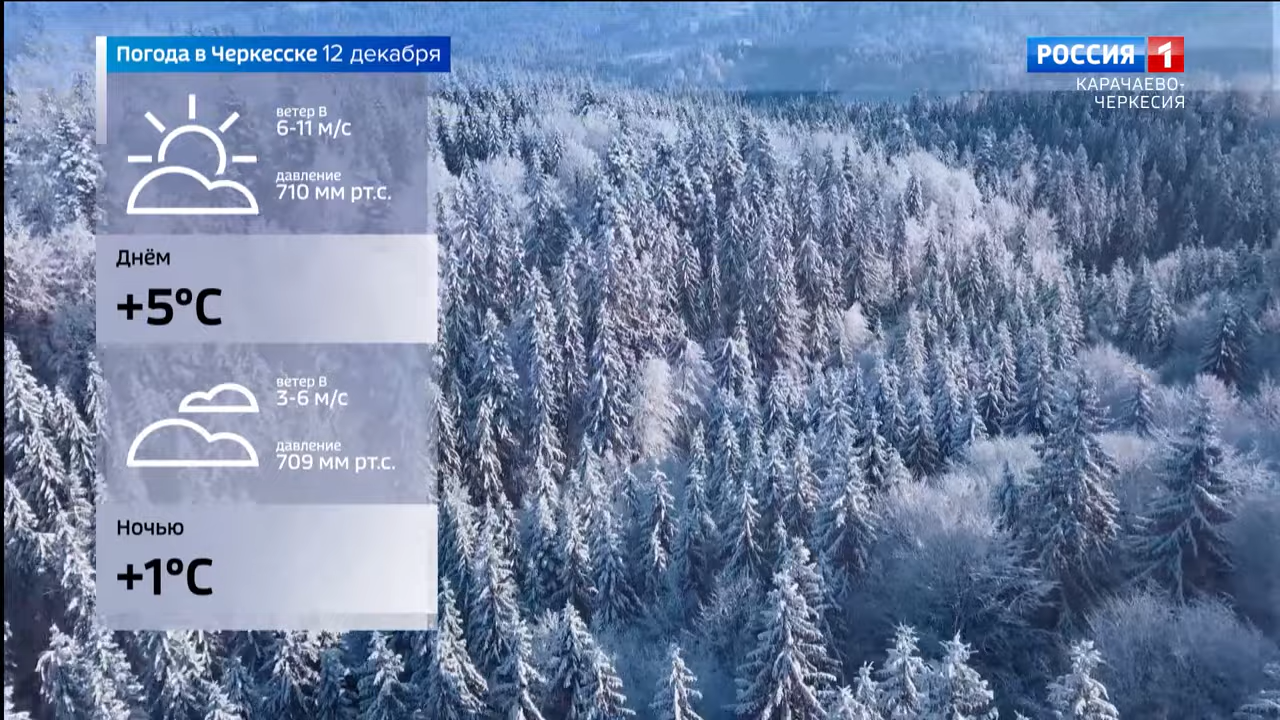 Погода в Черкесске 12 декабря
ветер В
6-11 м/с
давление
710 мм рт.с.
Днём
+5°C
ветер В
3-6 м/с
давление
709 мм рт.с.
Ночью
+1°C
РОССИЯ 1
КАРАЧАЕВО-
ЧЕРКЕСИЯ